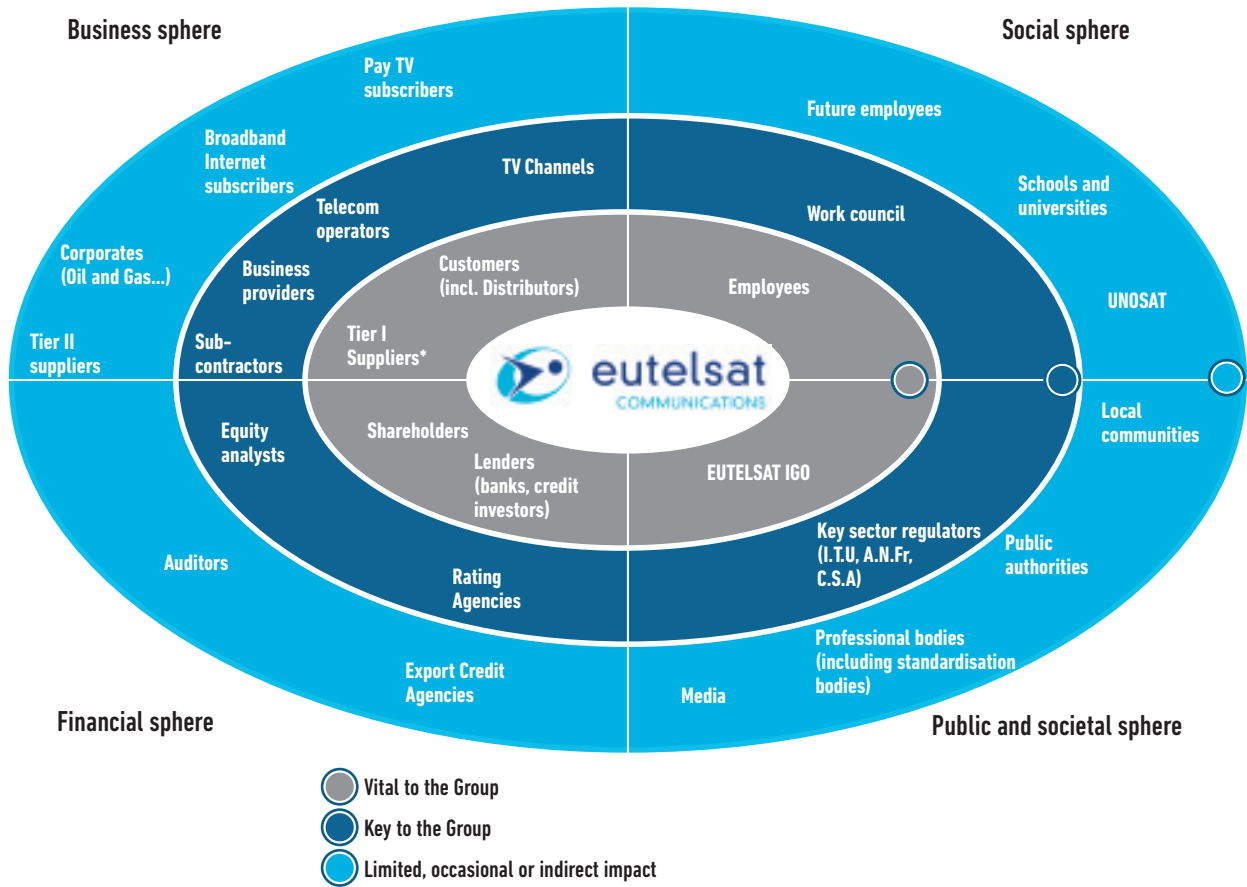 Business sphere
Social sphere
Pay TV
subscribers
Future employees
Broadband
Internet
subscribers
TV Channels
Schools and
universities
Telecom
operators
Work council
Corporates
(Oil and Gas...)
Business
providers
Customers
(incl. Distributors)
Employees
UNOSAT
Tier II
suppliers
Sub-
contractors
Tier I
Suppliers*
eutelsat
COMMUNICATIONS
Local
communities
Equity
analysts
Shareholders
Lenders
(banks, credit
investors)
EUTELSAT IGO
Key sector regulators
(I.T.U, A.N.Fr,
C.S.A)
Public
authorities
Auditors
Rating
Agencies
Professional bodies
(including standardisation
bodies)
Export Credit
Agencies
Media
Financial sphere
Public and societal sphere
Vital to the Group
Key to the Group
Limited, occasional or indirect impact